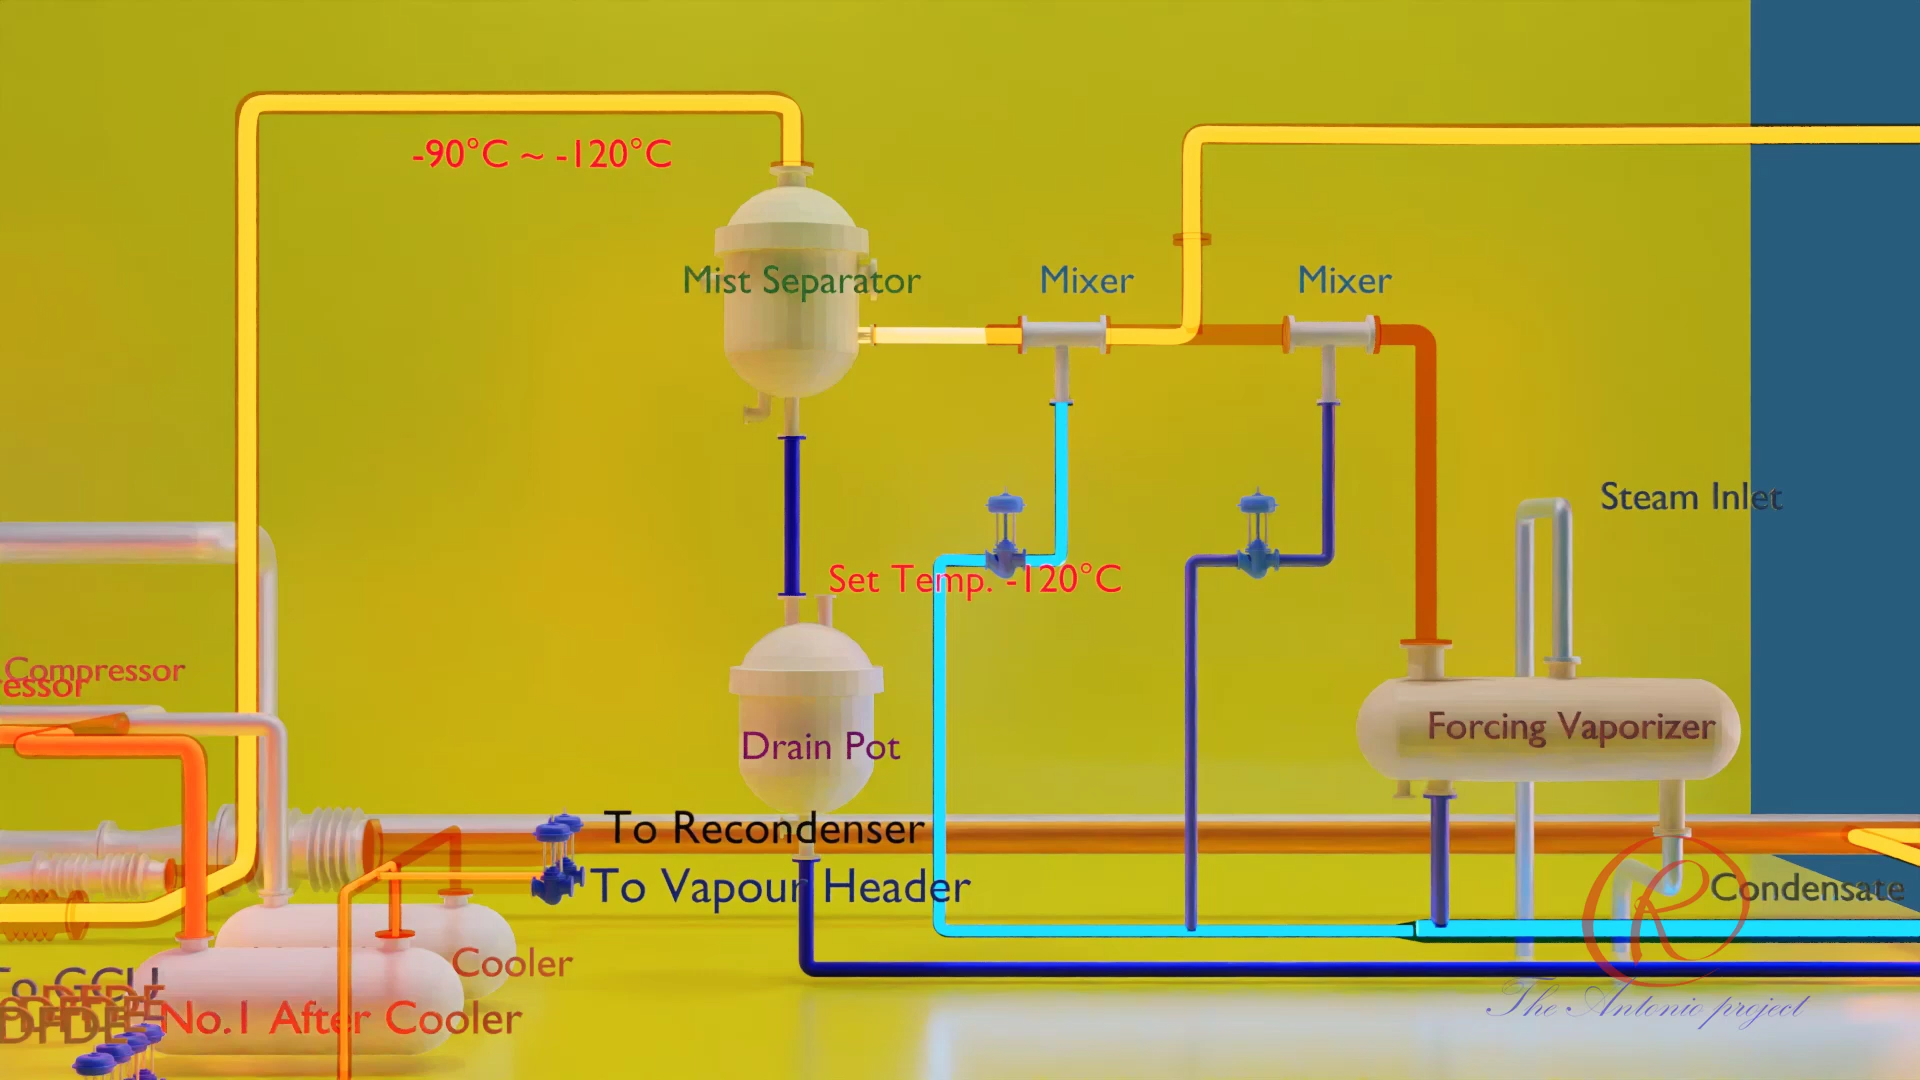 -90°C ~ -120°C
Mist Separator
Mixer
Mixer
Steam Inlet
Set Temp. -120°C
Compressor
essor
Forcing Vaporizer
Drain Pot
To Recondenser
To Vapour Header
Condensate
Cooler
No.1 After Cooler
R
The Antonio project